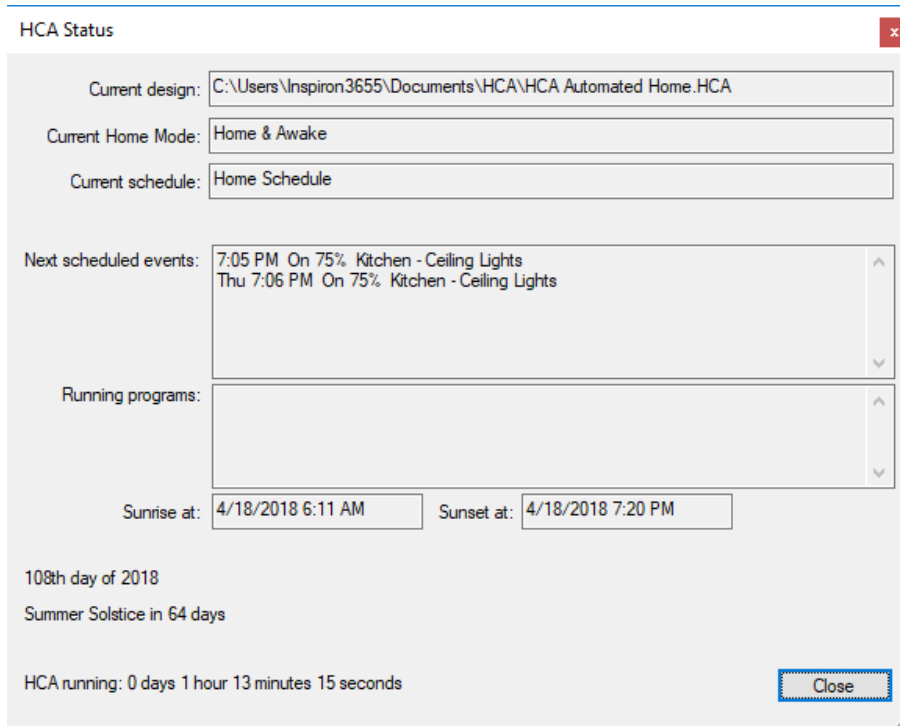 HCA Status
x
Current design: C:\Users\Inspiron3655\Documents\HCA\HCA Automated Home.HCA
Current Home Mode: Home & Awake
Current schedule: Home Schedule
Next scheduled events: 7:05 PM On 75% Kitchen - Ceiling Lights
Thu 7:06 PM On 75% Kitchen - Ceiling Lights
Running programs:
Sunrise at: 4/18/2018 6:11 AM Sunset at: 4/18/2018 7:20 PM
108th day of 2018
Summer Solstice in 64 days
HCA running: 0 days 1 hour 13 minutes 15 seconds
Close